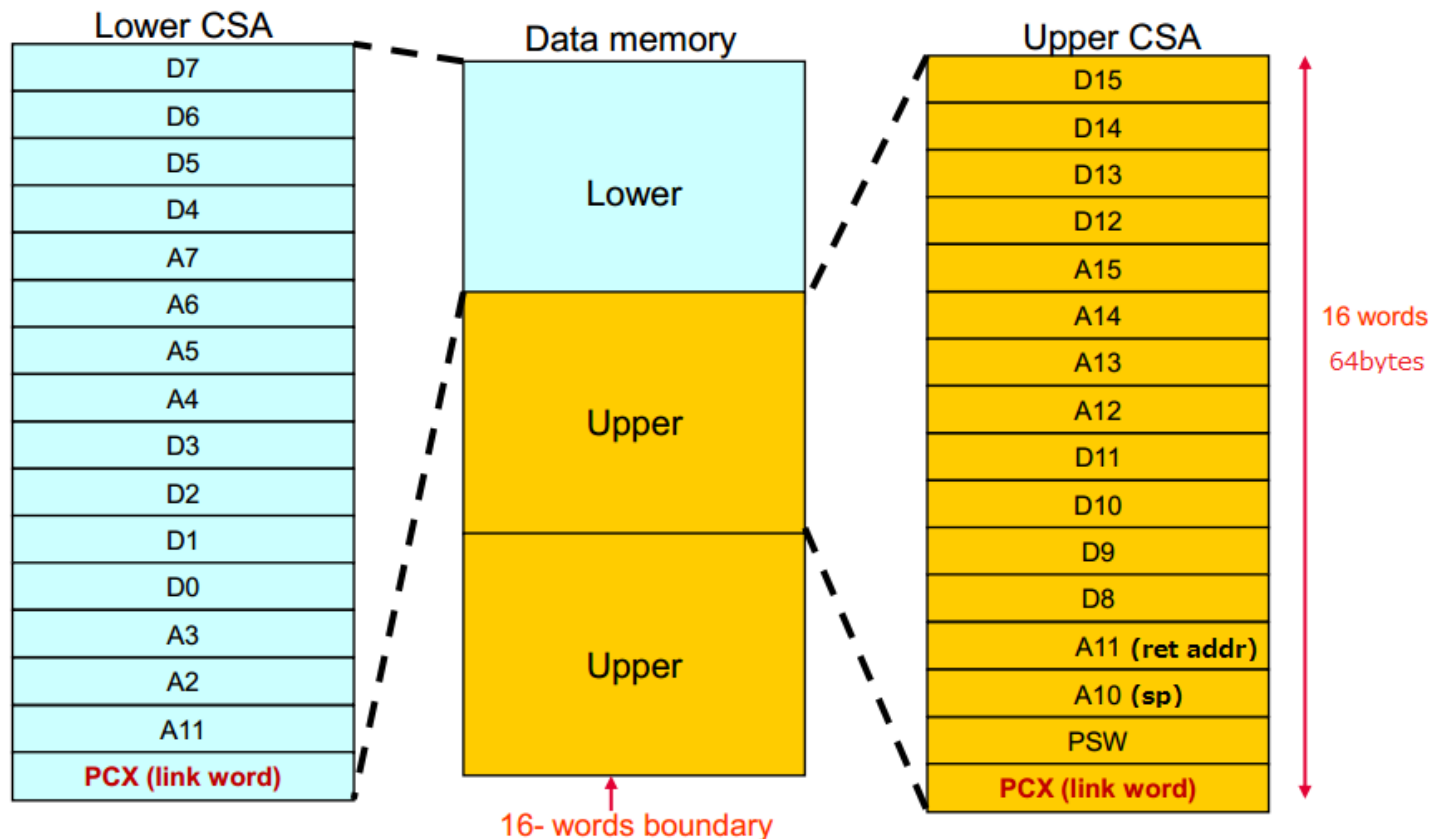 Lower CSA
D7
D6
D5
D4
A7
A6
A5
A4
D3
D2
D1
D0
A3
A2
A11
PCX (link word)
Data memory
Lower
Upper
Upper
16- words boundary
Upper CSA
D15
D14
D13
D12
A15
A14
A13
A12
D11
D10
D9
D8
A11 (ret addr)
A10 (sp)
PSW
PCX (link word)
16 words
64bytes